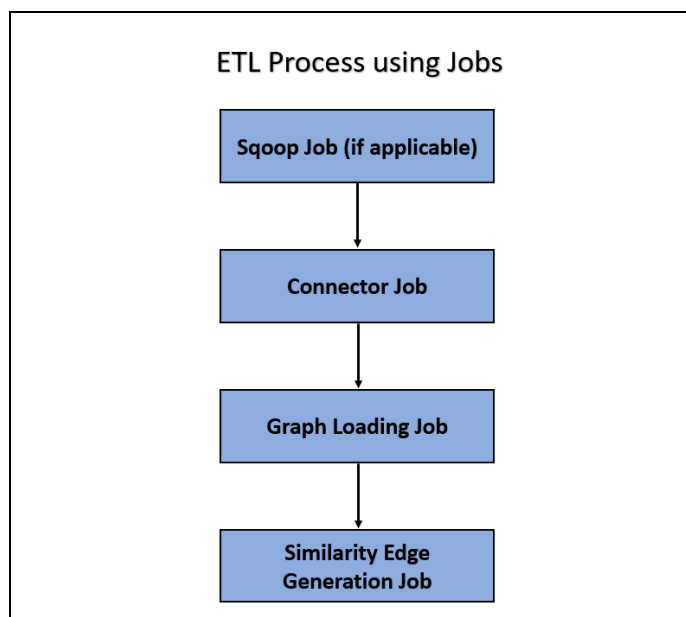 ETL Process using Jobs
Sqoop Job (if applicable)
Connector Job
Graph Loading Job
Similarity Edge
Generation Job